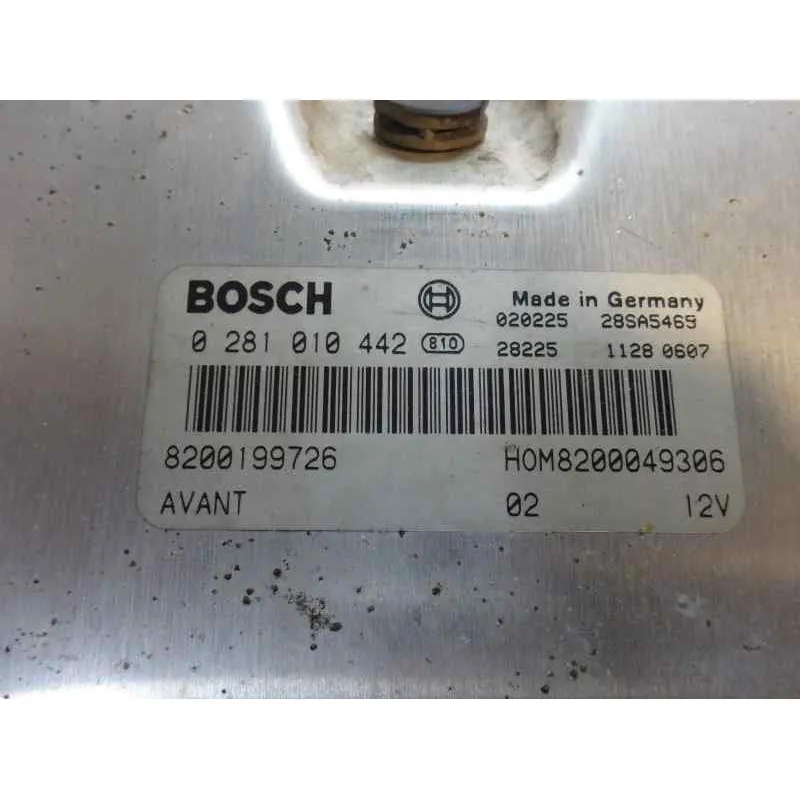 BOSCH Made in Germany
020225 28SA5469
0 281 010 442 810 28225 1128 0607
8200199726 HOM8200049306
AVANT 02 12V